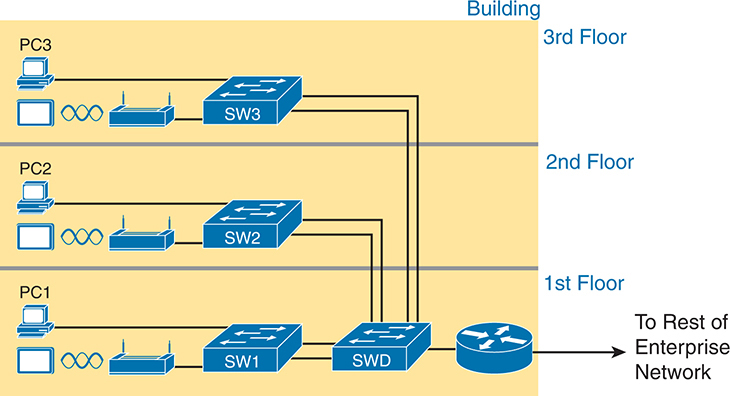 Building
3rd Floor
PC3
SW3
2nd Floor
PC2
SW2
1st Floor
PC1
SW1
SWD
To Rest of
Enterprise
Network